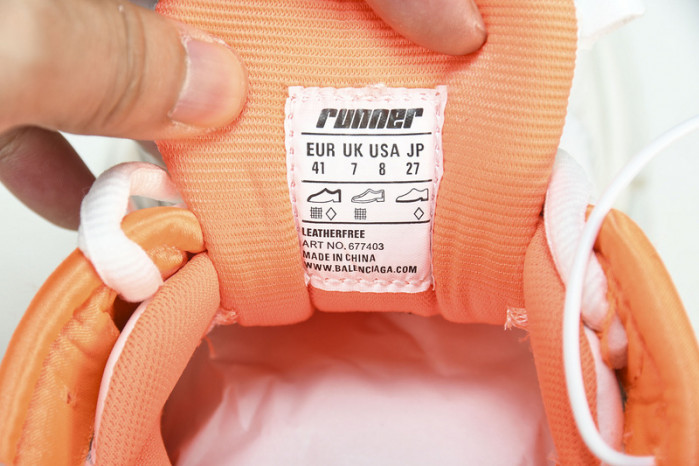 runner
EUR UK USA JP
41 7 8 27
LEATHERFREE
ART NO. 677403
MADE IN CHINA
WWW.BALENCIAGA.COM